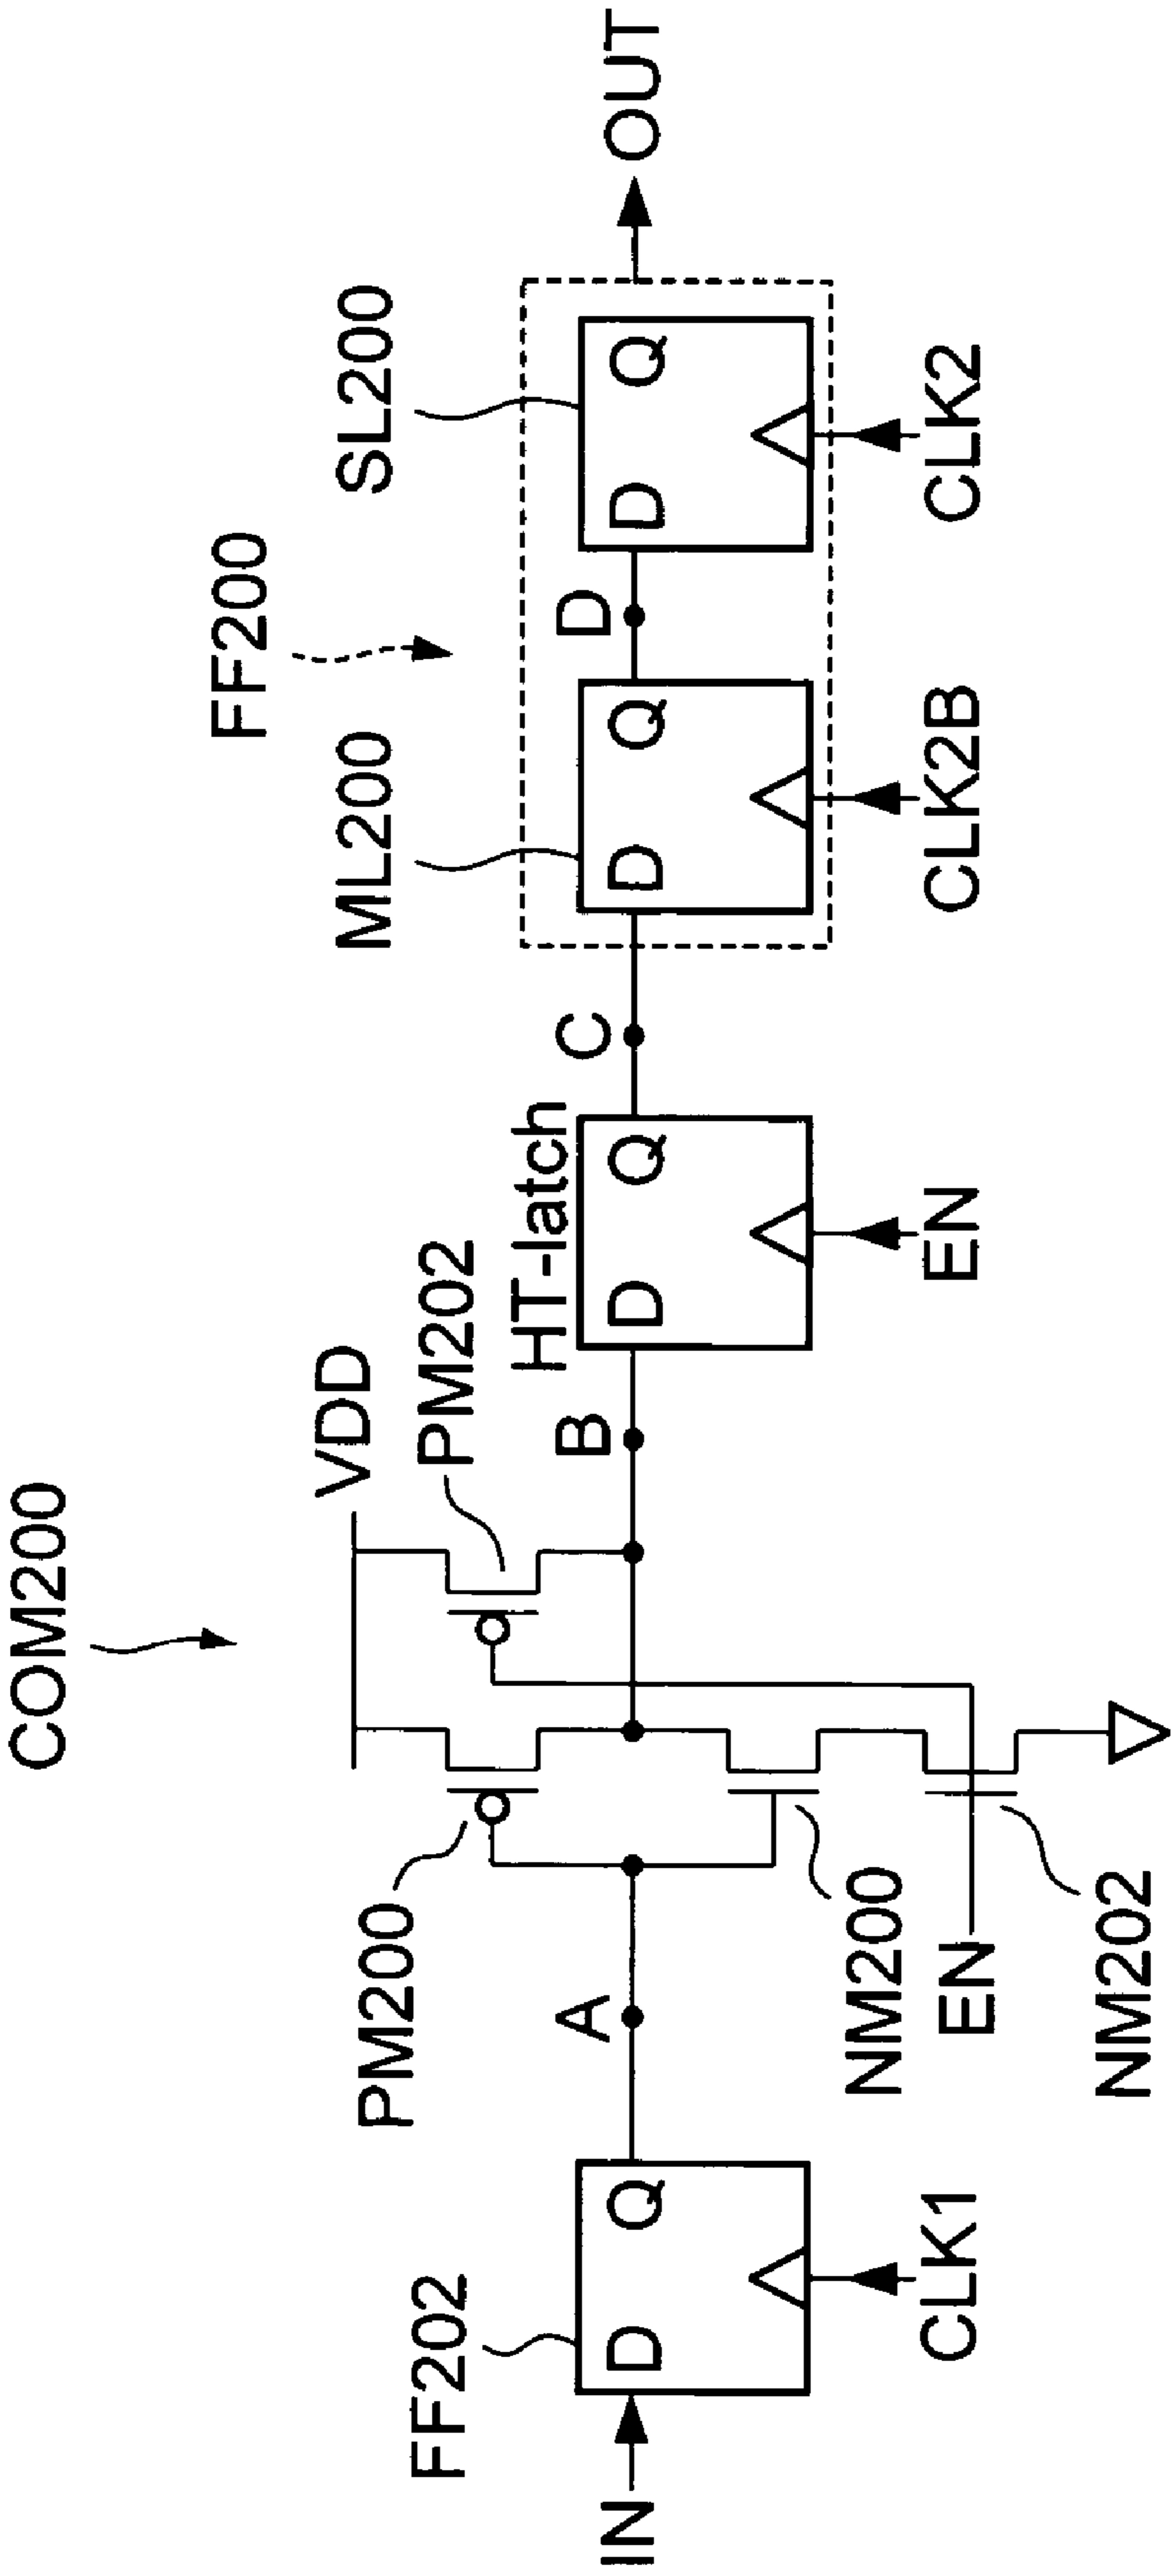 COM200
FF200
VDD
PM200
PM202
HT-latch
ML200
SL200
FF202
IN
D
Q
A
B
D
Q
C
D
Q
D
D
Q
OUT
NM200
EN
NM202
CLK1
EN
CLK2B
CLK2